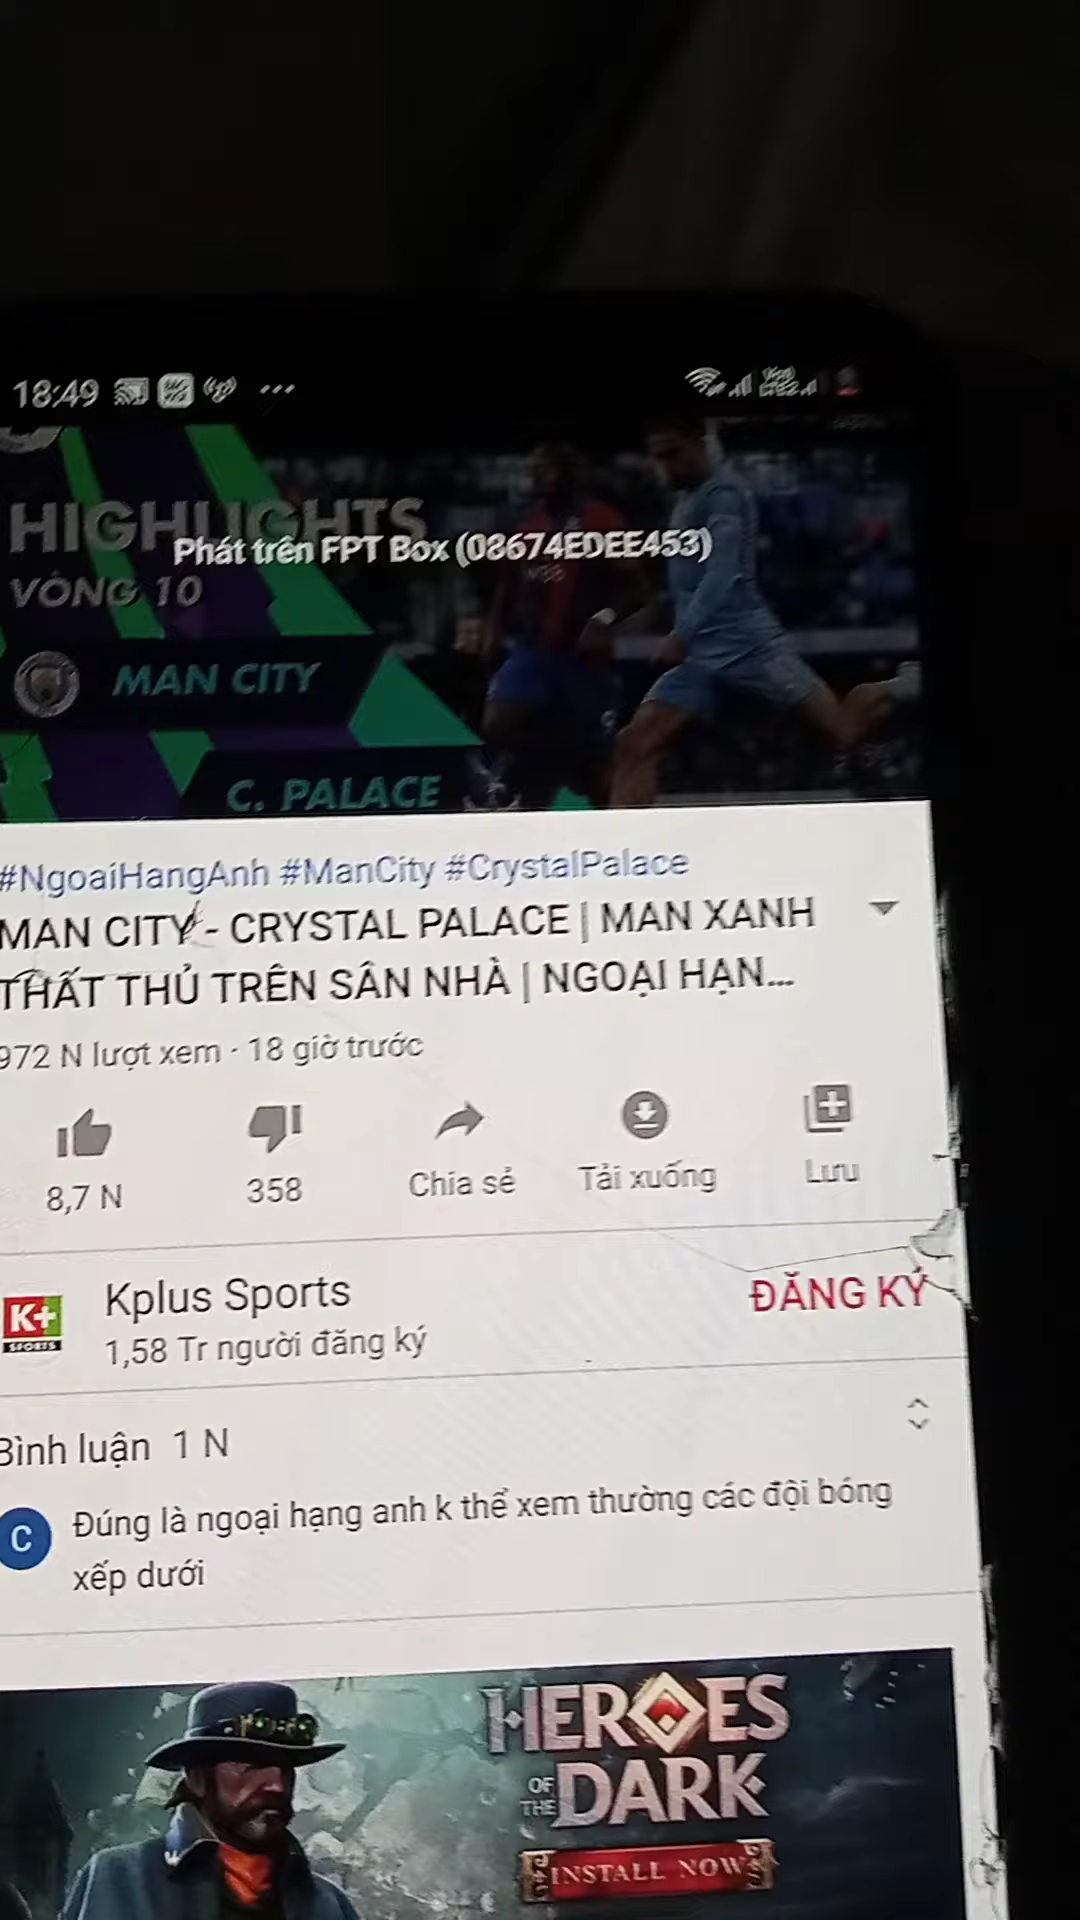 18:49
HIGHLIGHTS
Phát trên FPT Box (08674EDEE453)
VÒNG 10
MAN CITY
C. PALACE
#NgoaiHangAnh #ManCity #CrystalPalace
MAN CITY - CRYSTAL PALACE | MAN XANH
THẤT THỦ TRÊN SÂN NHÀ | NGOẠI HẠN...
972 N lượt xem · 18 giờ trước
8,7 N
358
Chia sẻ
Tải xuống
Lưu
K+
SPORTS
Kplus Sports
ĐĂNG KÝ
1,58 Tr người đăng ký
Bình luận 1 N
C
Đúng là ngoại hạng anh k thể xem thường các đội bóng
xếp dưới
HEROES
OF THE DARK
INSTALL NOW